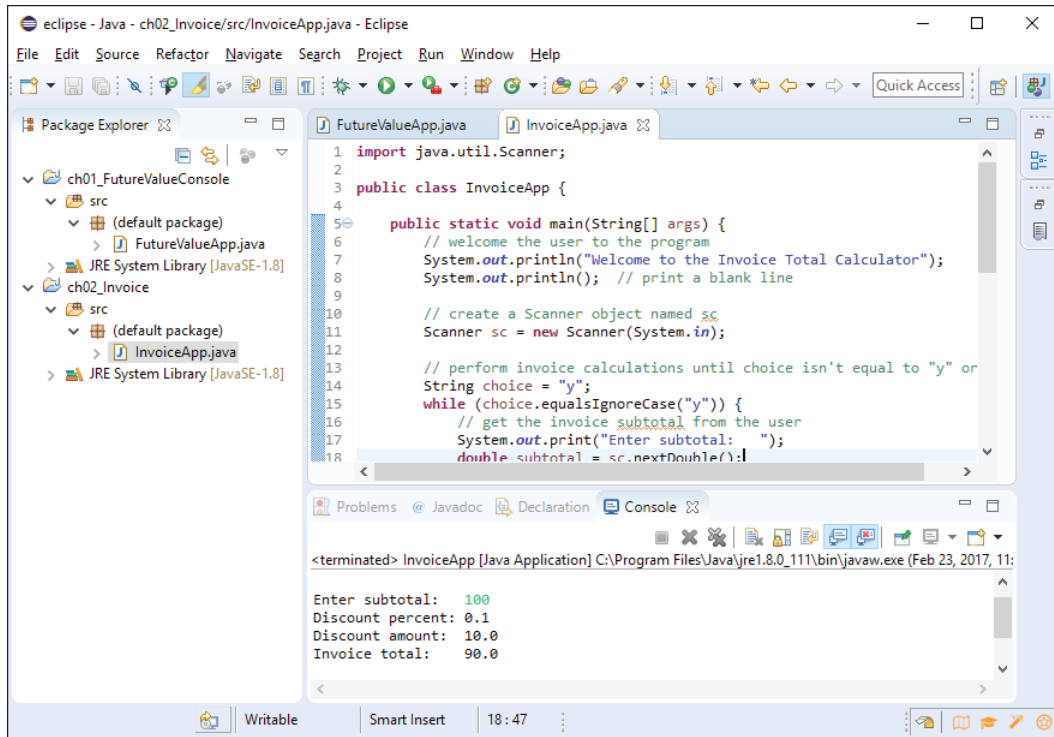 eclipse - Java - ch02_Invoice/src/InvoiceApp.java - Eclipse
File Edit Source Refactor Navigate Search Project Run Window Help
Quick Access
Package Explorer
ch01_FutureValueConsole
src
(default package)
FutureValueApp.java
JRE System Library [JavaSE-1.8]
ch02_Invoice
src
(default package)
InvoiceApp.java
JRE System Library [JavaSE-1.8]
FutureValueApp.java InvoiceApp.java
1 import java.util.Scanner;
2
3 public class InvoiceApp {
4
5 public static void main(String[] args) {
6 // welcome the user to the program
7 System.out.println("Welcome to the Invoice Total Calculator");
8 System.out.println(); // print a blank line
9
10 // create a Scanner object named sc
11 Scanner sc = new Scanner(System.in);
12
13 // perform invoice calculations until choice isn't equal to "y" or
14 String choice = "y";
15 while (choice.equalsIgnoreCase("y")) {
16 // get the invoice subtotal from the user
17 System.out.print("Enter subtotal:   ");
18 double subtotal = sc.nextDouble();
Problems @ Javadoc Declaration Console
<terminated> InvoiceApp [Java Application] C:\Program Files\Java\jre1.8.0_111\bin\javaw.exe (Feb 23, 2017, 11:
Enter subtotal:   100
Discount percent: 0.1
Discount amount:  10.0
Invoice total:    90.0
Writable Smart Insert 18:47